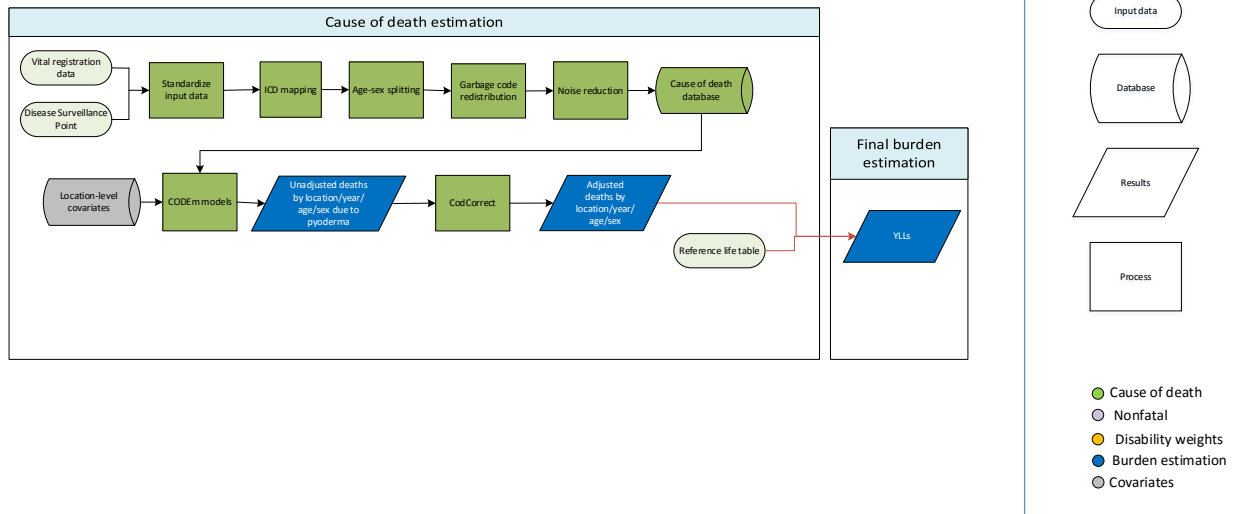 Cause of death estimation
Vital registration
data
Disease Surveillance
Point
Standardize
input data
ICD mapping
Age-sex splitting
Garbage code
redistribution
Noise reduction
Cause of death
database
Location-level
covariates
CODEm models
Unadjusted deaths
by location/year/
age/sex due to
pyoderma
CodCorrect
Adjusted
deaths by
location/year/
age/sex
Reference life table
Final burden
estimation
YLLs
Input data
Database
Results
Process
Cause of death
Nonfatal
Disability weights
Burden estimation
Covariates